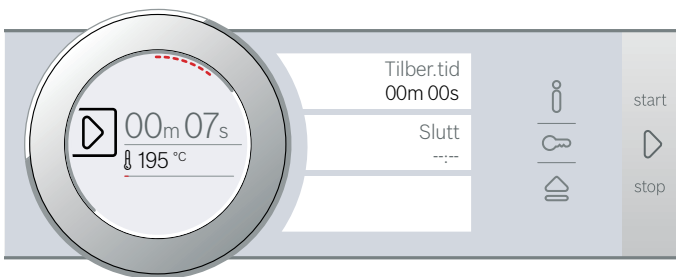 00m 07s
195 °C
Tilber.tid
00m 00s
Slutt
--:--
start
stop